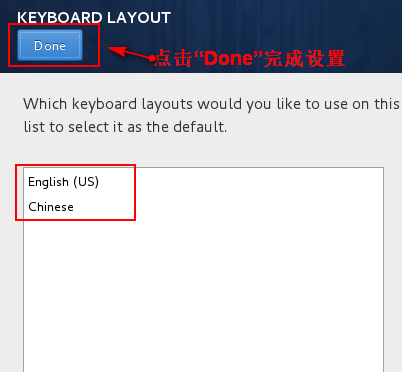 KEYBOARD LAYOUT
Done
点击“Done”完成设置
Which keyboard layouts would you like to use on this
list to select it as the default.
English (US)
Chinese